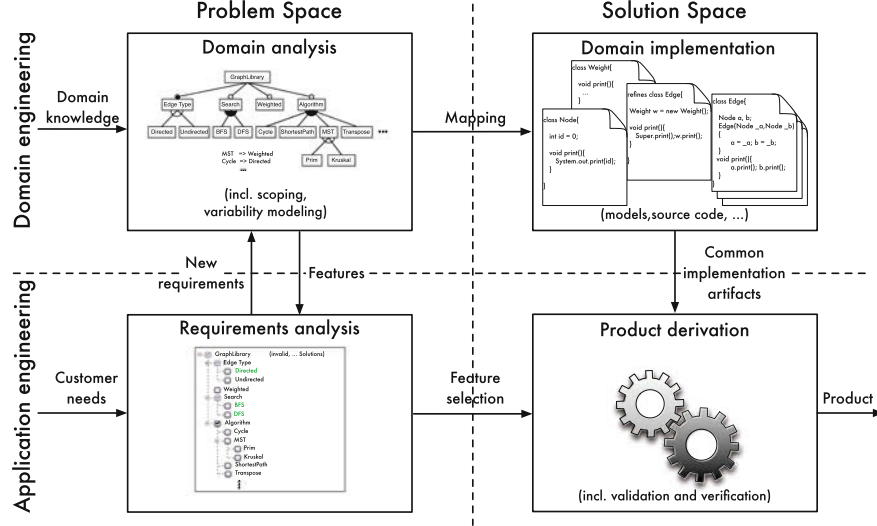 Problem Space
Solution Space
Domain engineering
Domain knowledge
Domain analysis
GraphLibrary
Edge Type Search Weighted Algorithm
Directed Undirected BFS DFS Cycle ShortestPath MST Transpose ...
Prim Kruskal
MST => Weighted
Cycle => Directed
...
(incl. scoping,
variability modeling)
Mapping
Domain implementation
class Weight{
void print(){
...
}
refines class Edge{
Weight w = new Weight();
void print(){
Super.print();w.print();
}
}
class Edge{
Node a, b;
Edge(Node _a,Node _b)
{
a = _a; b = _b;
}
void print(){
a.print(); b.print();
}
}
class Node{
int id = 0;
void print(){
System.out.print(id);
}
}
(models,source code, ...)
New
requirements
Features
Common
implementation
artifacts
Application engineering
Customer
needs
Requirements analysis
GraphLibrary (invalid, ... Solutions)
Edge Type
Directed
Undirected
Weighted
Search
BFS
DFS
Algorithm
Cycle
MST
Prim
Kruskal
ShortestPath
Transpose
Feature
selection
Product derivation
(incl. validation and verification)
Product